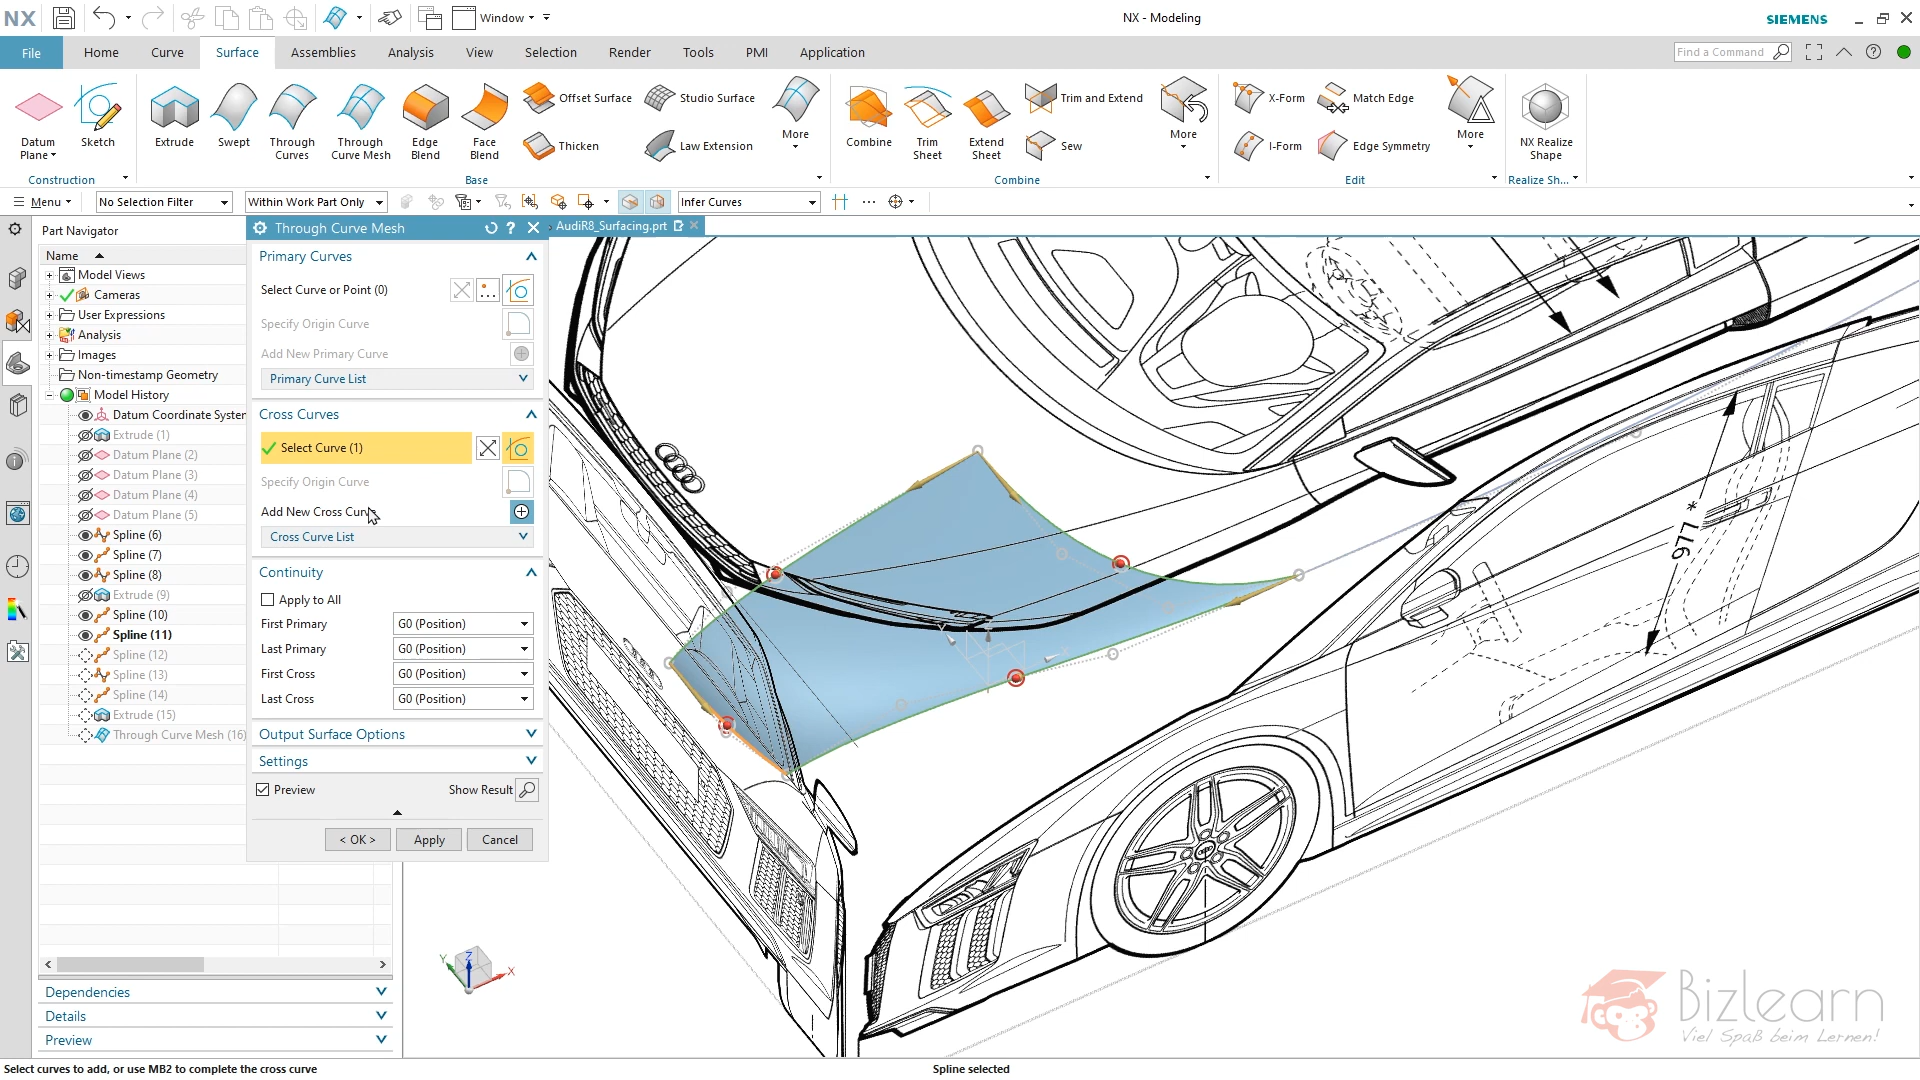 NX
Window
NX - Modeling
SIEMENS
File
Home
Curve
Surface
Assemblies
Analysis
View
Selection
Render
Tools
PMI
Application
Find a Command
Datum
Plane
Sketch
Construction
Extrude
Swept
Through
Curves
Through
Curve Mesh
Edge
Blend
Face
Blend
Offset Surface
Thicken
Studio Surface
Law Extension
More
Base
Combine
Trim
Sheet
Extend
Sheet
Trim and Extend
Sew
More
Combine
X-Form
I-Form
Match Edge
Edge Symmetry
More
Edit
NX Realize
Shape
Realize Sh...
Menu
No Selection Filter
Within Work Part Only
Infer Curves
Part Navigator
Name
Model Views
Cameras
User Expressions
Analysis
Images
Non-timestamp Geometry
Model History
Datum Coordinate System
Extrude (1)
Datum Plane (2)
Datum Plane (3)
Datum Plane (4)
Datum Plane (5)
Spline (6)
Spline (7)
Spline (8)
Extrude (9)
Spline (10)
Spline (11)
Spline (12)
Spline (13)
Spline (14)
Extrude (15)
Through Curve Mesh (16)
Dependencies
Details
Preview
Through Curve Mesh
Primary Curves
Select Curve or Point (0)
Specify Origin Curve
Add New Primary Curve
Primary Curve List
Cross Curves
Select Curve (1)
Specify Origin Curve
Add New Cross Curve
Cross Curve List
Continuity
Apply to All
First Primary G0 (Position)
Last Primary G0 (Position)
First Cross G0 (Position)
Last Cross G0 (Position)
Output Surface Options
Settings
Preview
Show Result
< OK >
Apply
Cancel
AudiR8_Surfacing.prt
Y
Z
X
Bizlearn
Viel Spaß beim Lernen!
Select curves to add, or use MB2 to complete the cross curve
Spline selected